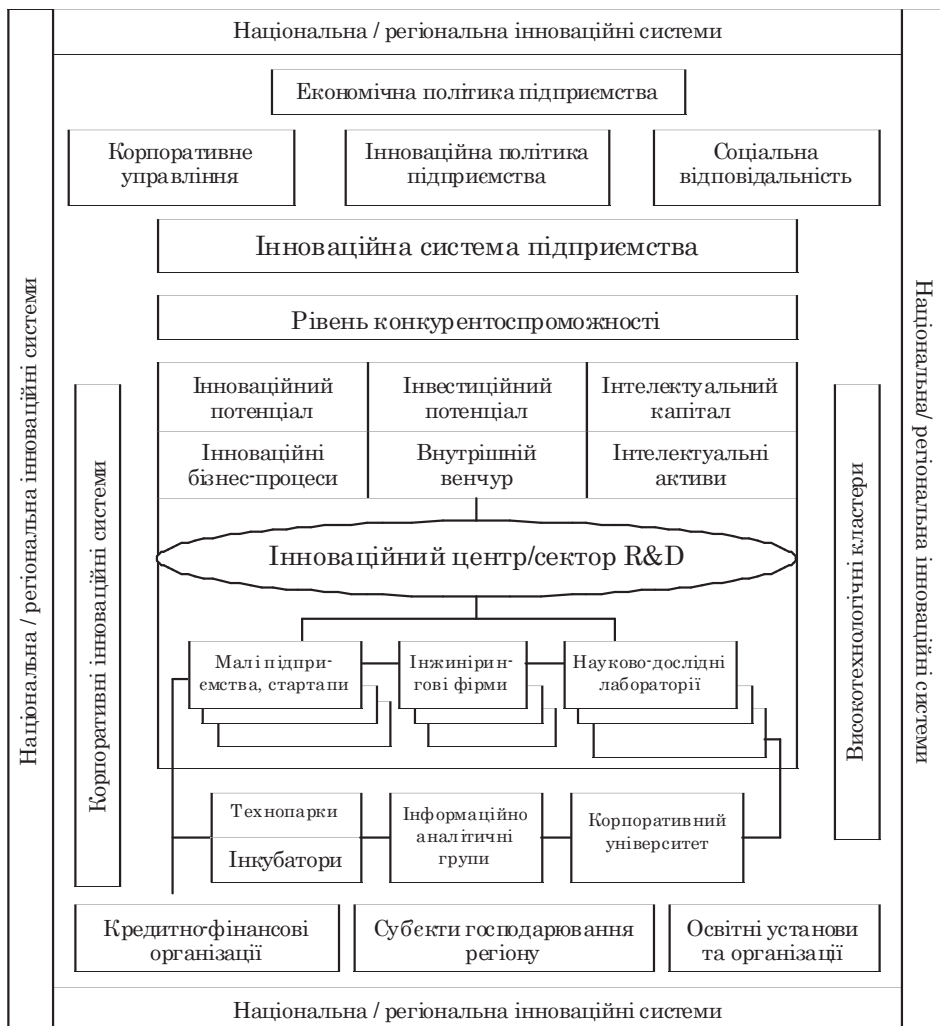 Національна / регіональна інноваційні системи
Економічна політика підприємства
Корпоративне
управління
Інноваційна політика
підприємства
Соціальна
відповідальність
Інноваційна система підприємства
Рівень конкурентоспроможності
Інноваційний
потенціал
Інвестиційний
потенціал
Інтелектуальний
капітал
Інноваційні
бізнес-процеси
Внутрішній
венчур
Інтелектуальні
активи
Інноваційний центр/сектор R&D
Малі підпри-
ємства, стартапи
Інжинірин-
гові фірми
Науково-дослідні
лабораторії
Технопарки
Інкубатори
Інформаційно
аналітичні
групи
Корпоративний
університет
Кредитно-фінансові
організації
Суб'єкти господарювання
регіону
Освітні установи
та організації
Національна / регіональна інноваційні системи
Корпоративні інноваційні системи
Високотехнологічні кластери
Національна/ регіональна інноваційні системи
Національна / регіональна інноваційні системи